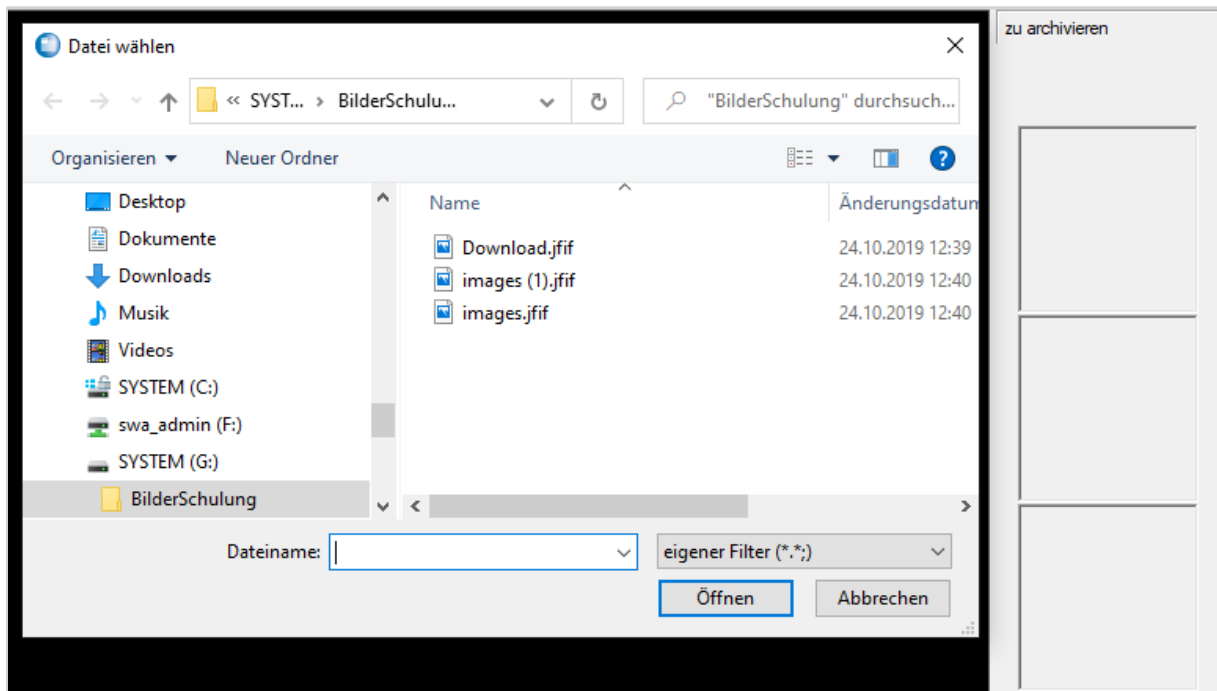 Datei wählen
zu archivieren
« SYST... › BilderSchulu...
"BilderSchulung" durchsuch...
Organisieren Neuer Ordner
?
Desktop
Dokumente
Downloads
Musik
Videos
SYSTEM (C:)
swa_admin (F:)
SYSTEM (G:)
BilderSchulung
Name Änderungsdatum
Download.jfif 24.10.2019 12:39
images (1).jfif 24.10.2019 12:40
images.jfif 24.10.2019 12:40
Dateiname: eigener Filter (*.*;)
Öffnen Abbrechen